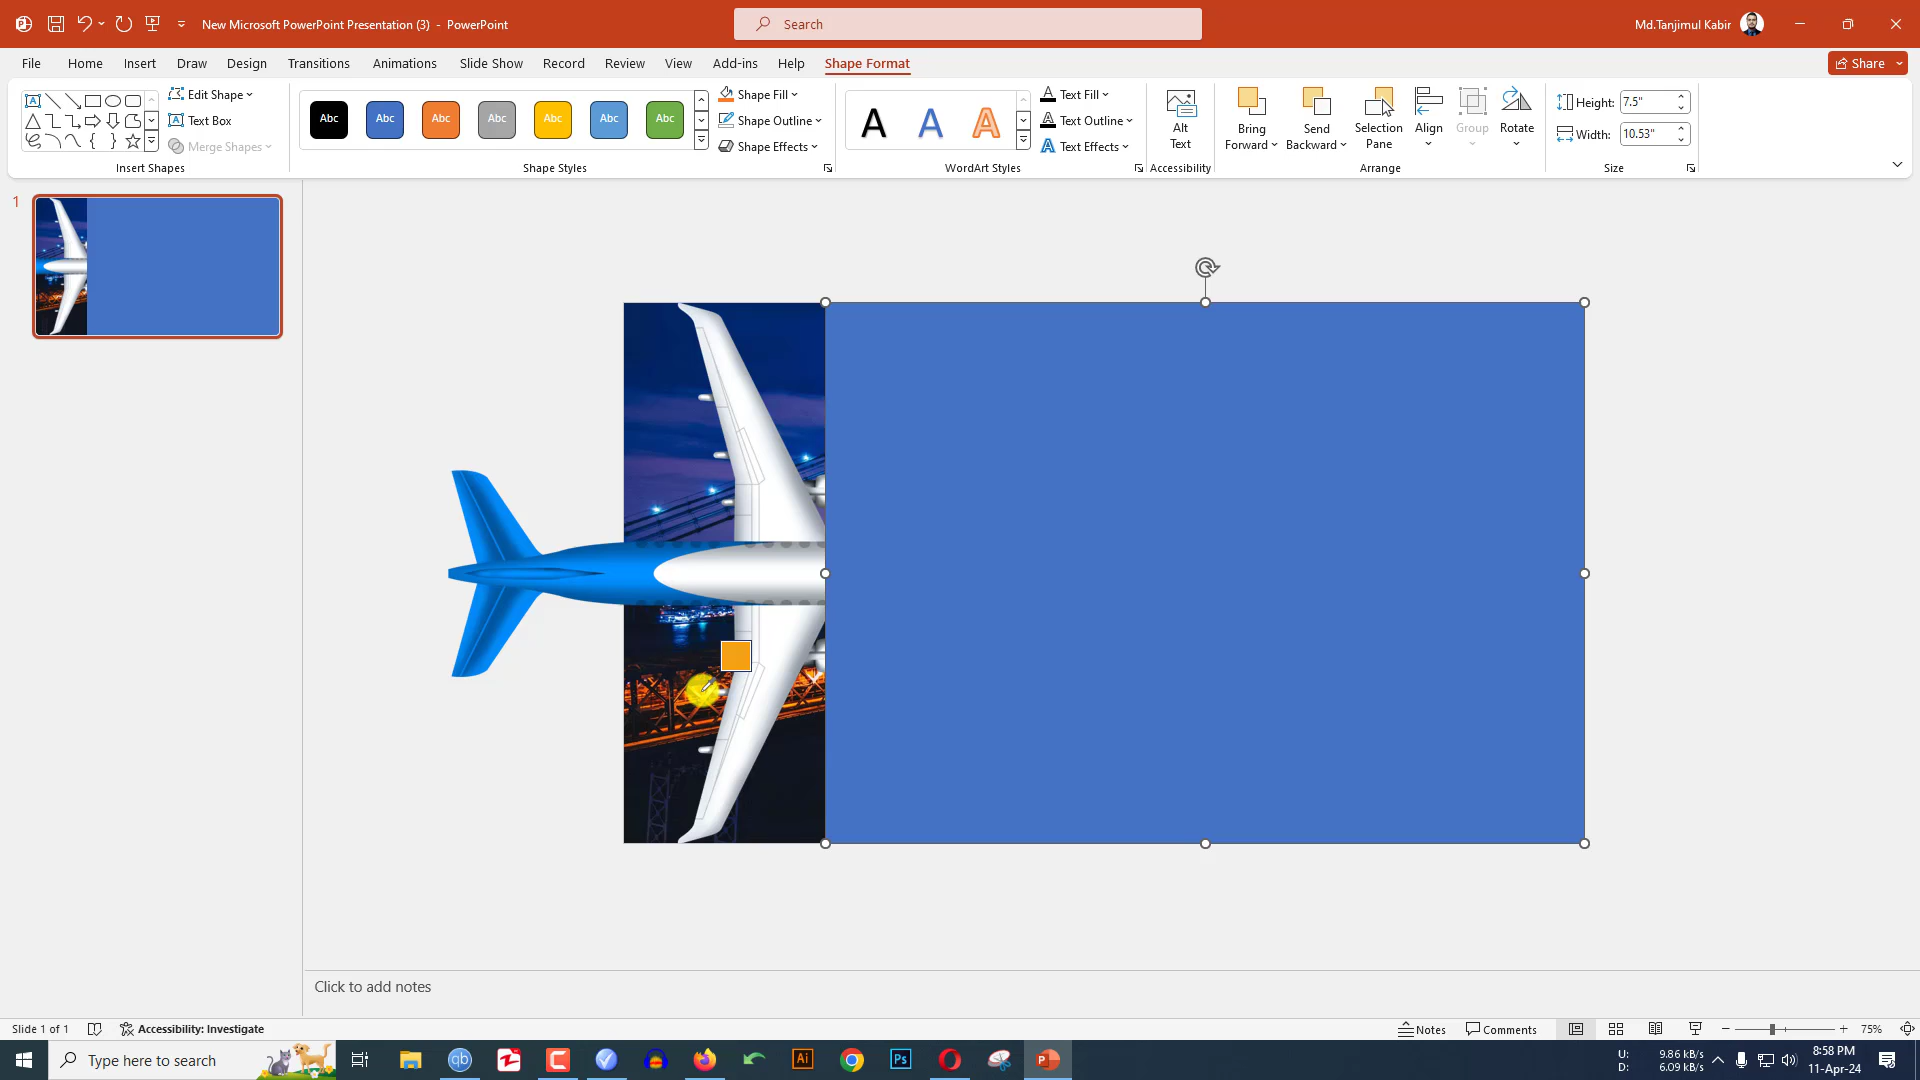 New Microsoft PowerPoint Presentation (3) - PowerPoint
Search
Md.Tanjimul Kabir
File Home Insert Draw Design Transitions Animations Slide Show Record Review View Add-ins Help Shape Format
Share
Edit Shape
Text Box
Merge Shapes
Insert Shapes
Abc Abc Abc Abc Abc Abc Abc
Shape Fill
Shape Outline
Shape Effects
Shape Styles
A A A
Text Fill
Text Outline
Text Effects
WordArt Styles
Alt
Text
Accessibility
Bring
Forward
Send
Backward
Selection
Pane
Align
Group
Rotate
Arrange
Height: 7.5"
Width: 10.53"
Size
1
Click to add notes
Slide 1 of 1
Accessibility: Investigate
Notes
Comments
75%
Type here to search
U: 9.86 kB/s
D: 6.09 kB/s
8:58 PM
11-Apr-24